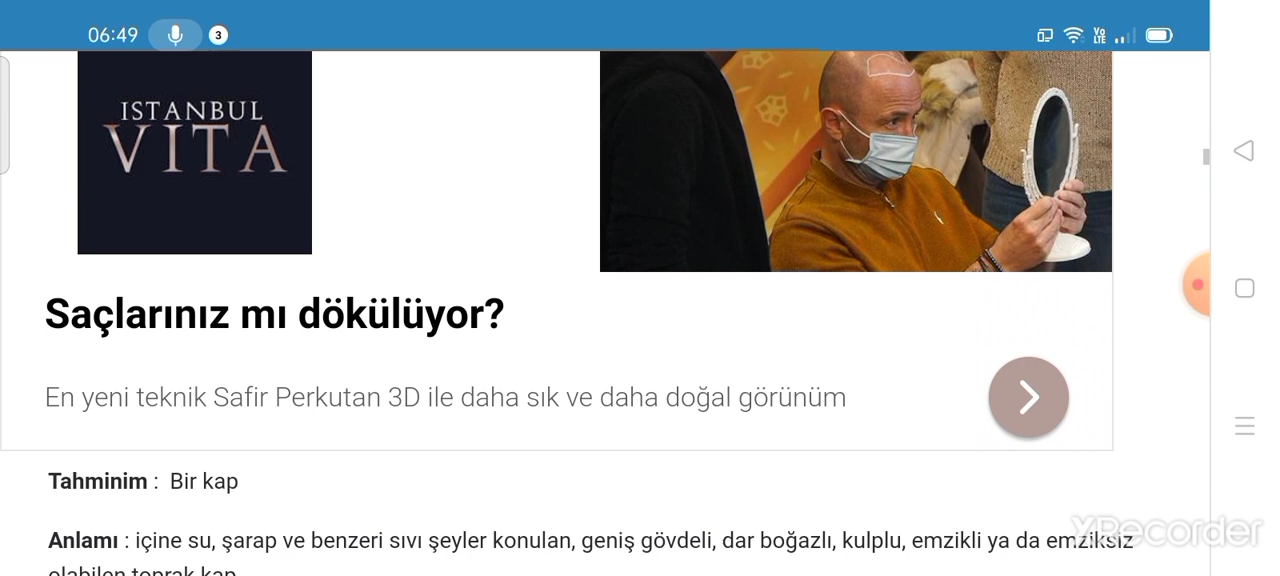 06:49
3
Vo
LTE
ISTANBUL
VITA
Saçlarınız mı dökülüyor?
En yeni teknik Safir Perkutan 3D ile daha sık ve daha doğal görünüm
Tahminim : Bir kap
Anlamı : içine su, şarap ve benzeri sıvı şeyler konulan, geniş gövdeli, dar boğazlı, kulplu, emzikli ya da emziksiz
olabilen toprak kap
XRecorder